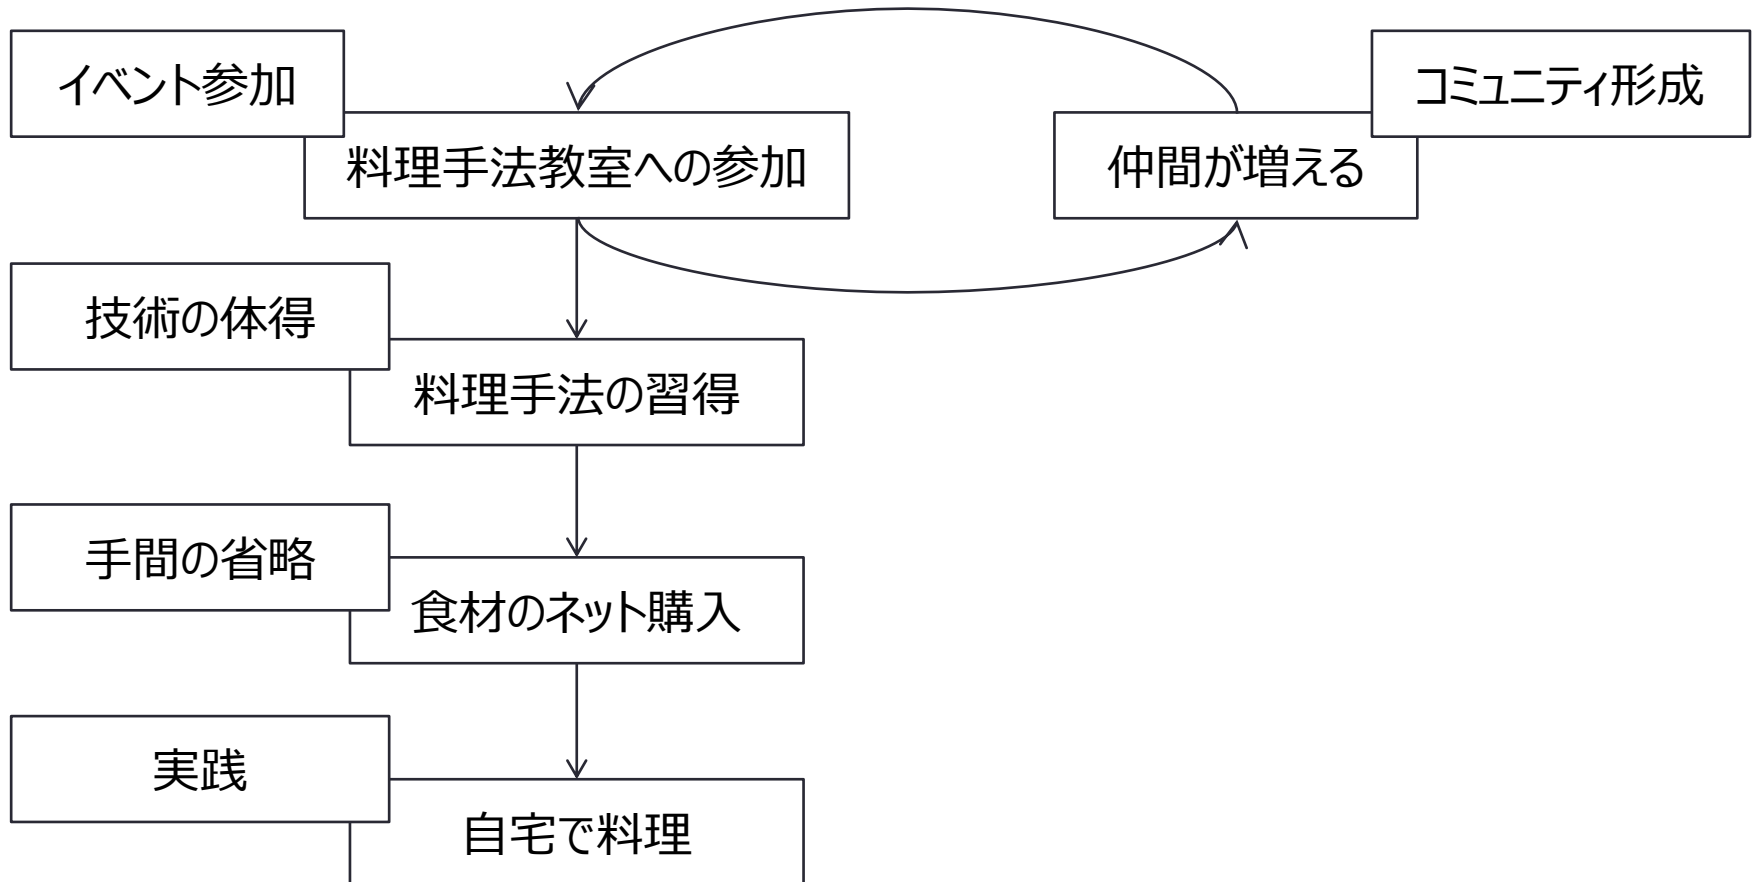 イベント参加
コミュニティ形成
料理手法教室への参加
仲間が増える
技術の体得
料理手法の習得
手間の省略
食材のネット購入
実践
自宅で料理